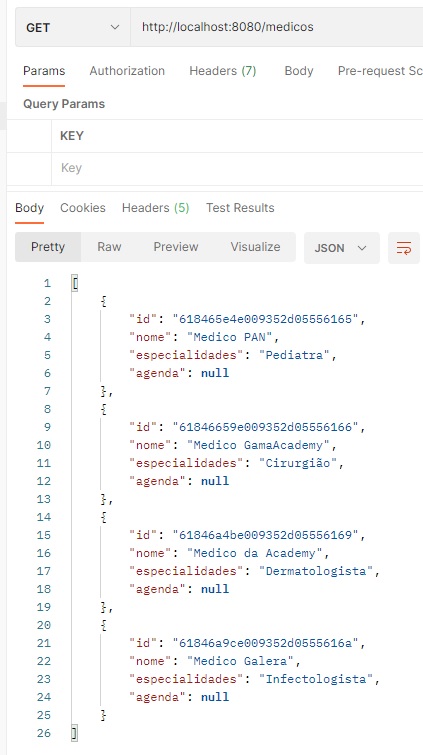 GET http://localhost:8080/medicos
Params Authorization Headers (7) Body Pre-request Sc
Query Params
KEY
Key
Body Cookies Headers (5) Test Results
Pretty Raw Preview Visualize JSON
1 [
2 {
3 "id": "618465e4e009352d05556165",
4 "nome": "Medico PAN",
5 "especialidades": "Pediatra",
6 "agenda": null
7 },
8 {
9 "id": "61846659e009352d05556166",
10 "nome": "Medico GamaAcademy",
11 "especialidades": "Cirurgião",
12 "agenda": null
13 },
14 {
15 "id": "61846a4be009352d05556169",
16 "nome": "Medico da Academy",
17 "especialidades": "Dermatologista",
18 "agenda": null
19 },
20 {
21 "id": "61846a9ce009352d0555616a",
22 "nome": "Medico Galera",
23 "especialidades": "Infectologista",
24 "agenda": null
25 }
26 ]